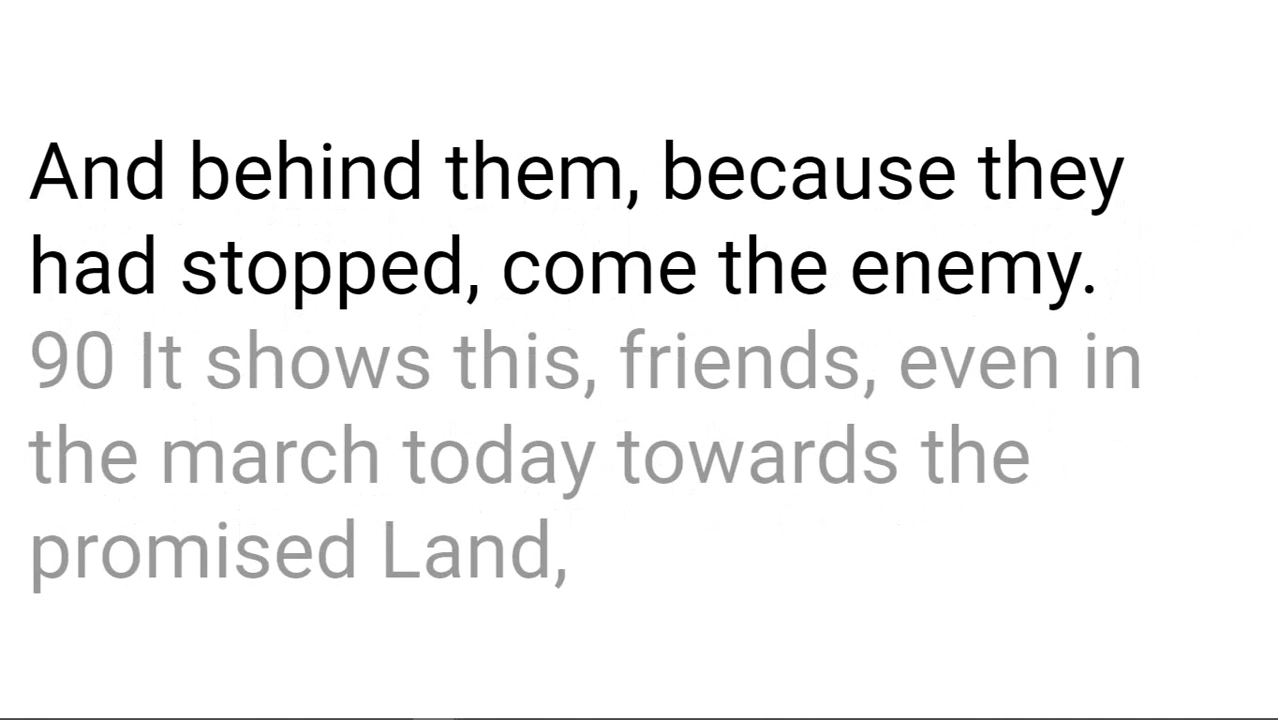 And behind them, because they
had stopped, come the enemy.
90 It shows this, friends, even in
the march today towards the
promised Land,